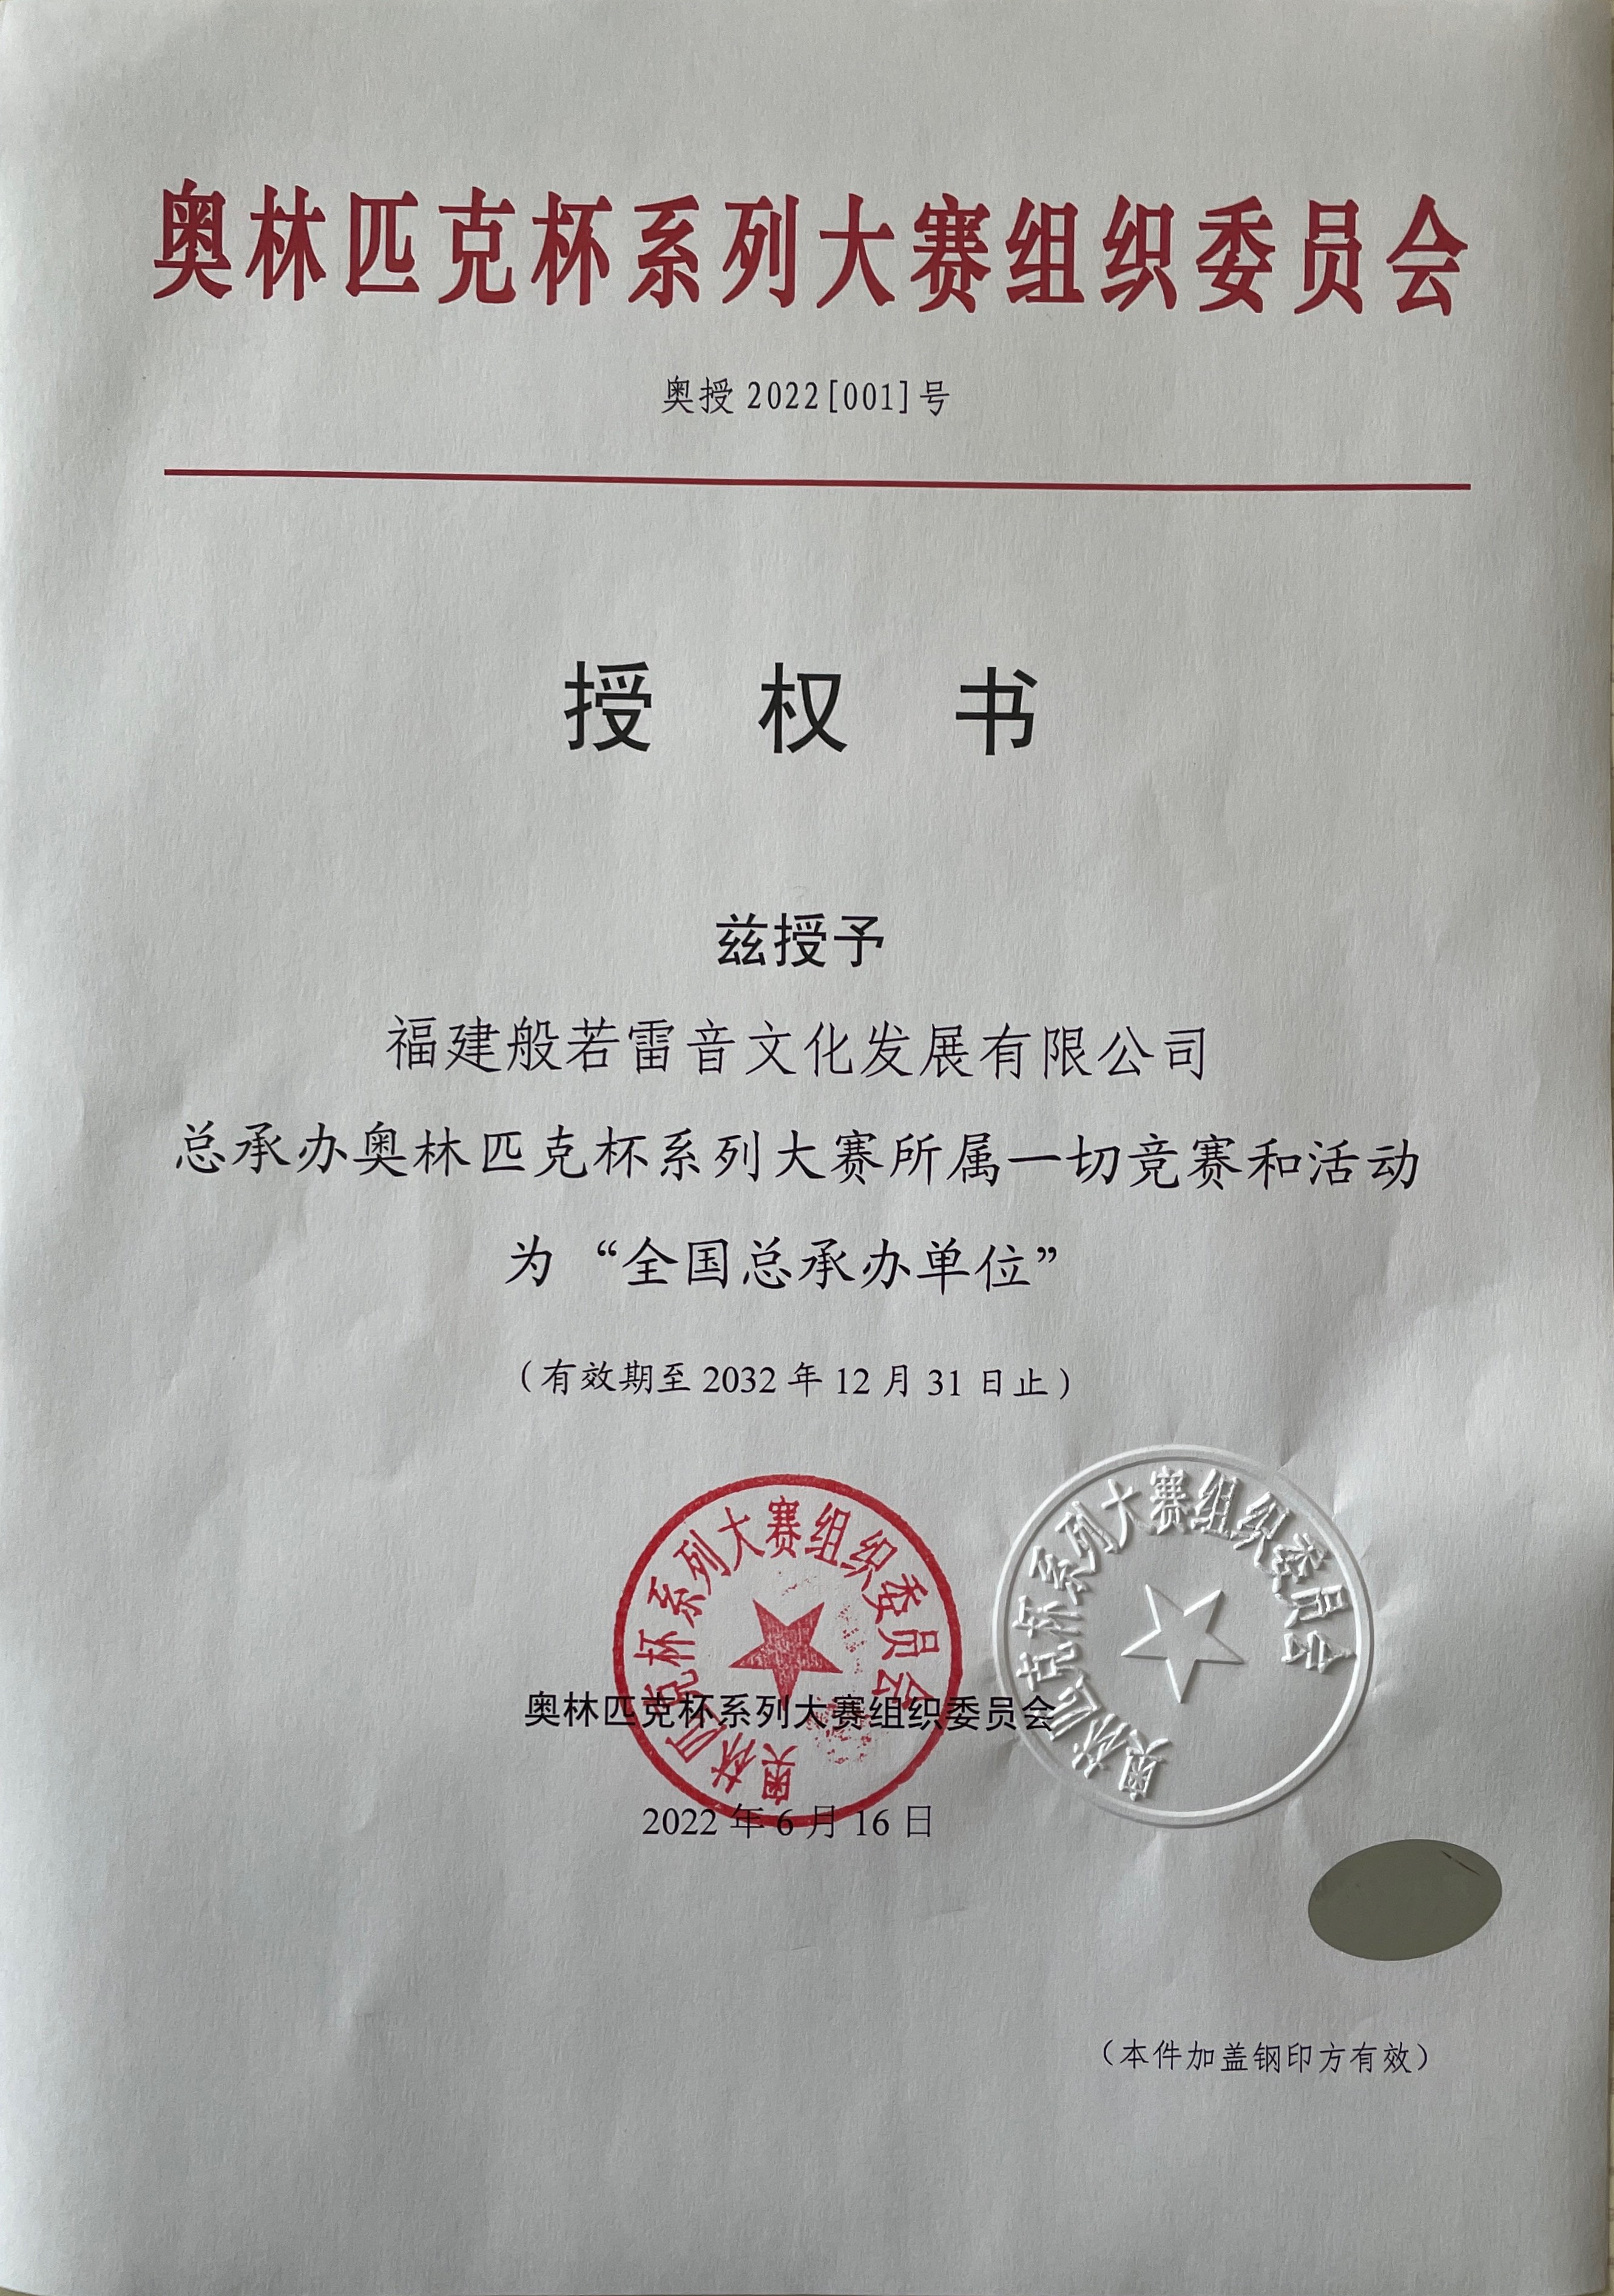 奥林匹克杯系列大赛组织委员会
奥授 2022[001]号
授 权 书
兹授予
福建般若雷音文化发展有限公司
总承办奥林匹克杯系列大赛所属一切竞赛和活动
为 “全国总承办单位”
（有效期至 2032 年 12 月 31 日止）
奥林匹克杯系列大赛组织委员会
奥林匹克杯系列大赛组织委员会
奥林匹克杯系列大赛组织委员会
2022 年 6 月 16 日
（本件加盖钢印方有效）